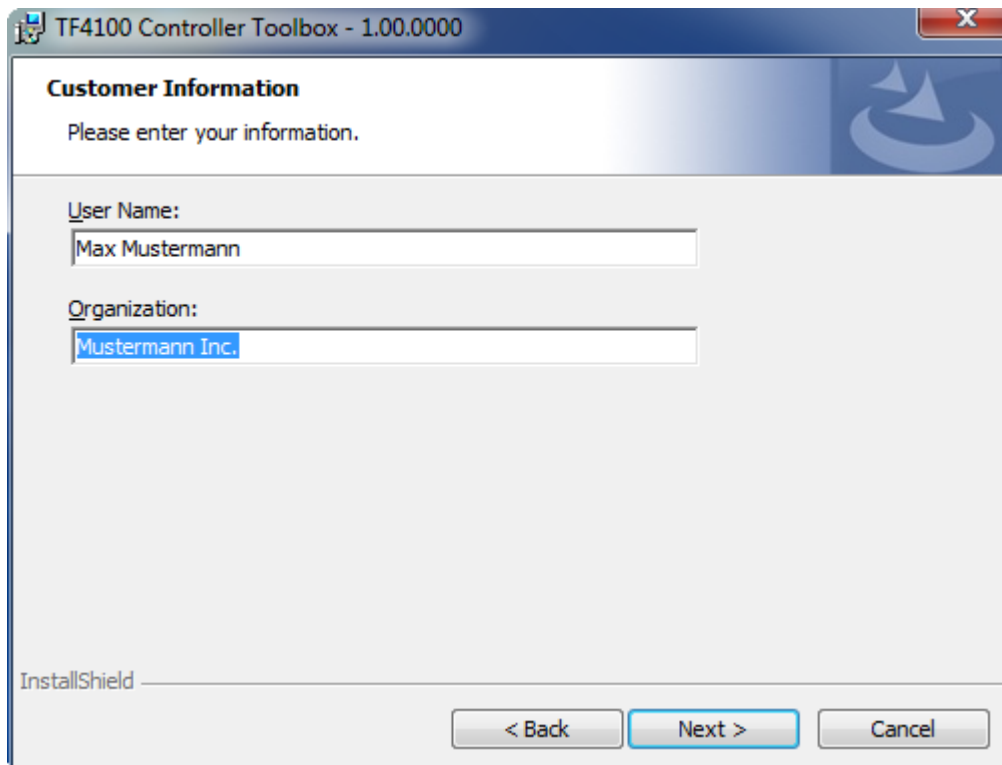 TF4100 Controller Toolbox - 1.00.0000
Customer Information
Please enter your information.
User Name:
Max Mustermann
Organization:
Mustermann Inc.
InstallShield
< Back Next > Cancel